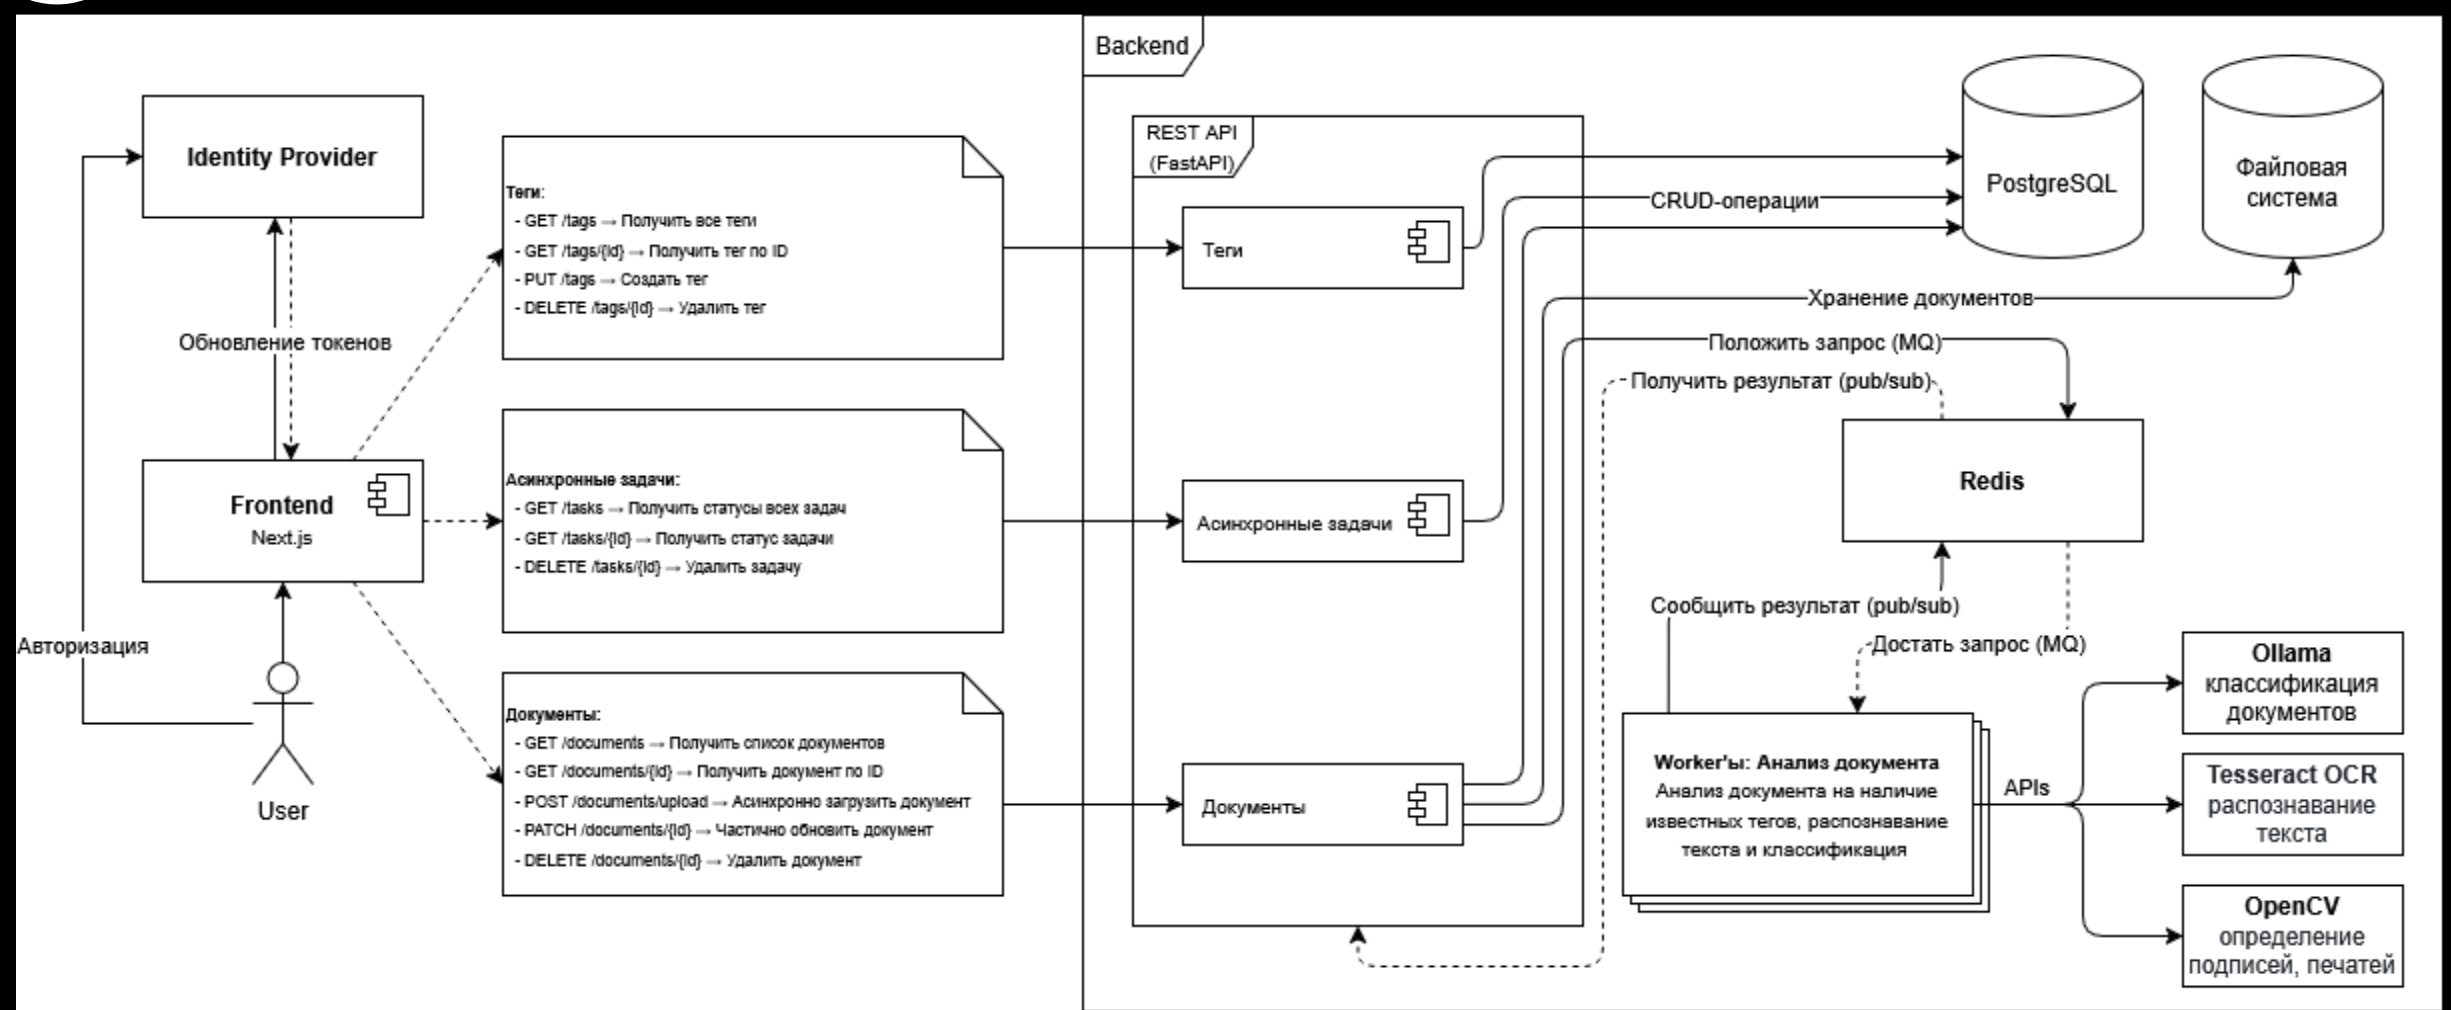 Backend
Identity Provider
Обновление токенов
Frontend
Next.js
Авторизация
User
Теги:
- GET /tags → Получить все теги
- GET /tags/{id} → Получить тег по ID
- PUT /tags → Создать тег
- DELETE /tags/{id} → Удалить тег
Асинхронные задачи:
- GET /tasks → Получить статусы всех задач
- GET /tasks/{id} → Получить статус задачи
- DELETE /tasks/{id} → Удалить задачу
Документы:
- GET /documents → Получить список документов
- GET /documents/{id} → Получить документ по ID
- POST /documents/upload → Асинхронно загрузить документ
- PATCH /documents/{id} → Частично обновить документ
- DELETE /documents/{id} → Удалить документ
REST API
(FastAPI)
Теги
Асинхронные задачи
Документы
CRUD-операции
PostgreSQL
Файловая
система
Хранение документов
Положить запрос (MQ)
Получить результат (pub/sub)
Redis
Сообщить результат (pub/sub)
Достать запрос (MQ)
Worker'ы: Анализ документа
Анализ документа на наличие
известных тегов, распознавание
текста и классификация
APIs
Ollama
классификация
документов
Tesseract OCR
распознавание
текста
OpenCV
определение
подписей, печатей